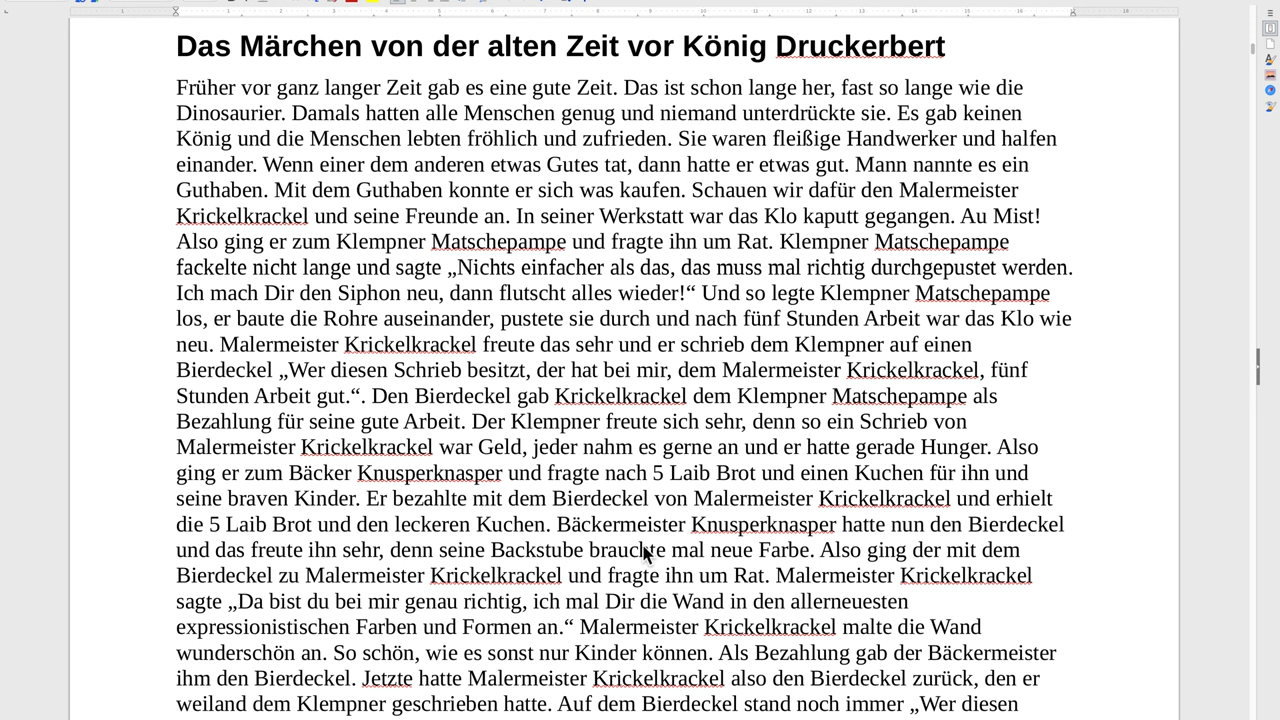 Das Märchen von der alten Zeit vor König Druckerbert
Früher vor ganz langer Zeit gab es eine gute Zeit. Das ist schon lange her, fast so lange wie die
Dinosaurier. Damals hatten alle Menschen genug und niemand unterdrückte sie. Es gab keinen
König und die Menschen lebten fröhlich und zufrieden. Sie waren fleißige Handwerker und halfen
einander. Wenn einer dem anderen etwas Gutes tat, dann hatte er etwas gut. Mann nannte es ein
Guthaben. Mit dem Guthaben konnte er sich was kaufen. Schauen wir dafür den Malermeister
Krickelkrackel und seine Freunde an. In seiner Werkstatt war das Klo kaputt gegangen. Au Mist!
Also ging er zum Klempner Matschepampe und fragte ihn um Rat. Klempner Matschepampe
fackelte nicht lange und sagte „Nichts einfacher als das, das muss mal richtig durchgepustet werden.
Ich mach Dir den Siphon neu, dann flutscht alles wieder!“ Und so legte Klempner Matschepampe
los, er baute die Rohre auseinander, pustete sie durch und nach fünf Stunden Arbeit war das Klo wie
neu. Malermeister Krickelkrackel freute das sehr und er schrieb dem Klempner auf einen
Bierdeckel „Wer diesen Schrieb besitzt, der hat bei mir, dem Malermeister Krickelkrackel, fünf
Stunden Arbeit gut.“. Den Bierdeckel gab Krickelkrackel dem Klempner Matschepampe als
Bezahlung für seine gute Arbeit. Der Klempner freute sich sehr, denn so ein Schrieb von
Malermeister Krickelkrackel war Geld, jeder nahm es gerne an und er hatte gerade Hunger. Also
ging er zum Bäcker Knusperknasper und fragte nach 5 Laib Brot und einen Kuchen für ihn und
seine braven Kinder. Er bezahlte mit dem Bierdeckel von Malermeister Krickelkrackel und erhielt
die 5 Laib Brot und den leckeren Kuchen. Bäckermeister Knusperknasper hatte nun den Bierdeckel
und das freute ihn sehr, denn seine Backstube brauchte mal neue Farbe. Also ging der mit dem
Bierdeckel zu Malermeister Krickelkrackel und fragte ihn um Rat. Malermeister Krickelkrackel
sagte „Da bist du bei mir genau richtig, ich mal Dir die Wand in den allerneuesten
expressionistischen Farben und Formen an.“ Malermeister Krickelkrackel malte die Wand
wunderschön an. So schön, wie es sonst nur Kinder können. Als Bezahlung gab der Bäckermeister
ihm den Bierdeckel. Jetzte hatte Malermeister Krickelkrackel also den Bierdeckel zurück, den er
weiland dem Klempner geschrieben hatte. Auf dem Bierdeckel stand noch immer „Wer diesen